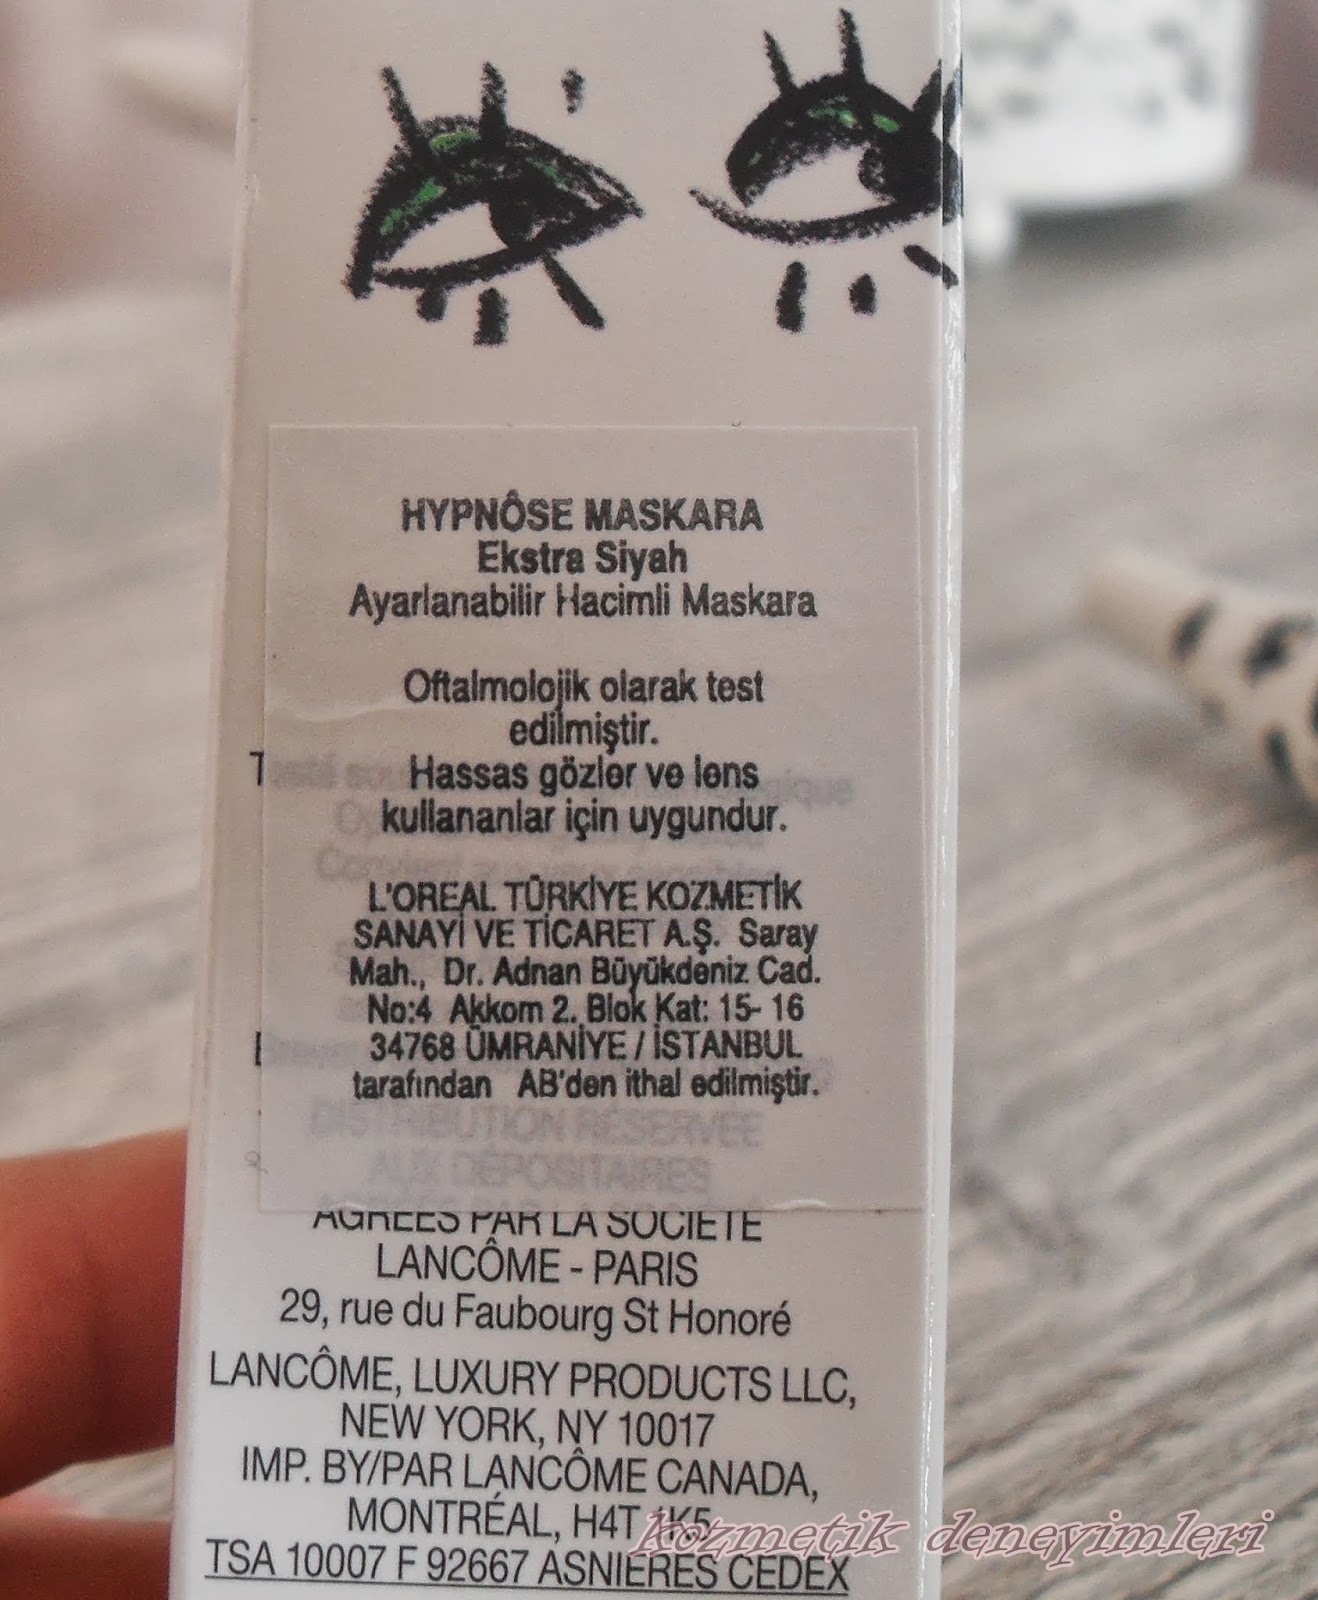 HYPNÔSE MASKARA
Ekstra Siyah
Ayarlanabilir Hacimli Maskara
Oftalmolojik olarak test
edilmiştir.
Hassas gözler ve lens
kullananlar için uygundur.
L'OREAL TÜRKİYE KOZMETİK
SANAYİ VE TİCARET A.Ş. Saray
Mah., Dr. Adnan Büyükdeniz Cad.
No:4 Akkom 2. Blok Kat: 15- 16
34768 ÜMRANİYE / İSTANBUL
tarafından AB'den ithal edilmiştir.
DISTRIBUTION RÉSERVÉE
AUX DÉPOSITAIRES
AGRÉÉS PAR LA SOCIÉTÉ
LANCÔME - PARIS
29, rue du Faubourg St Honoré
LANCÔME, LUXURY PRODUCTS LLC,
NEW YORK, NY 10017
IMP. BY/PAR LANCÔME CANADA,
MONTRÉAL, H4T 1K5
TSA 10007 F 92667 ASNIERES CEDEX
kozmetik deneyimleri